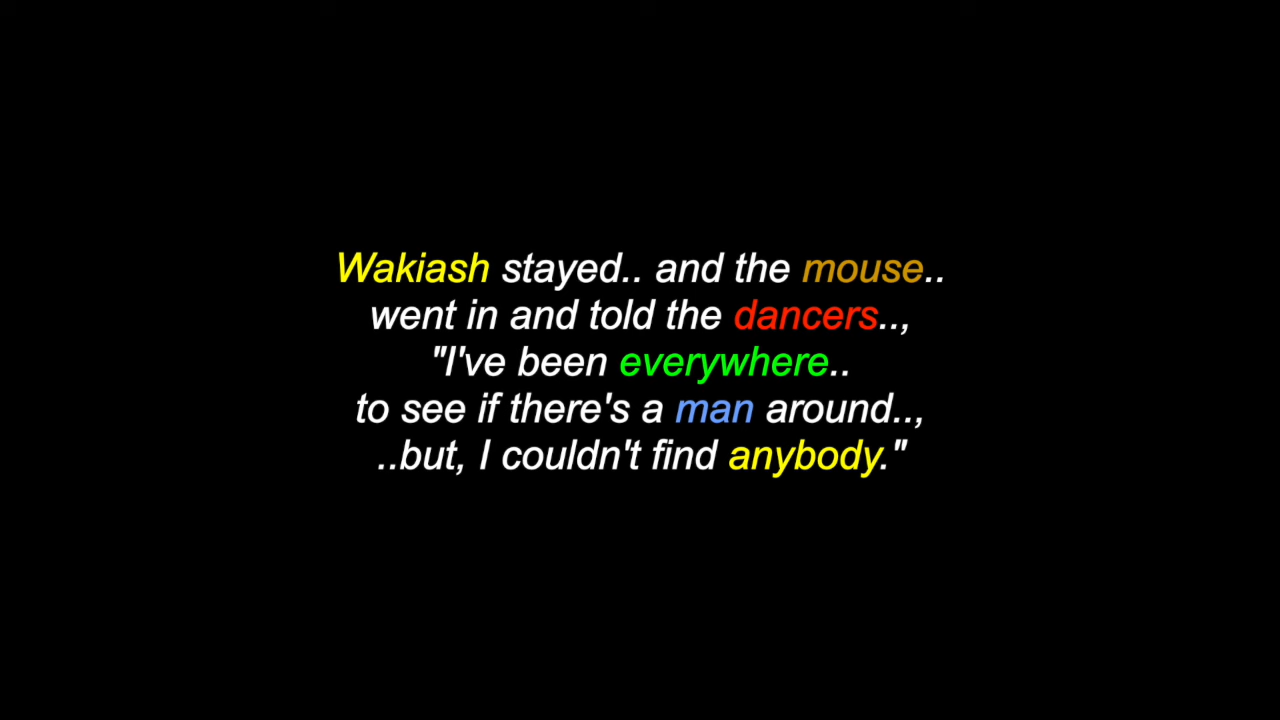 Wakiash stayed.. and the mouse..
went in and told the dancers..,
"I've been everywhere..
to see if there's a man around..,
..but, I couldn't find anybody."